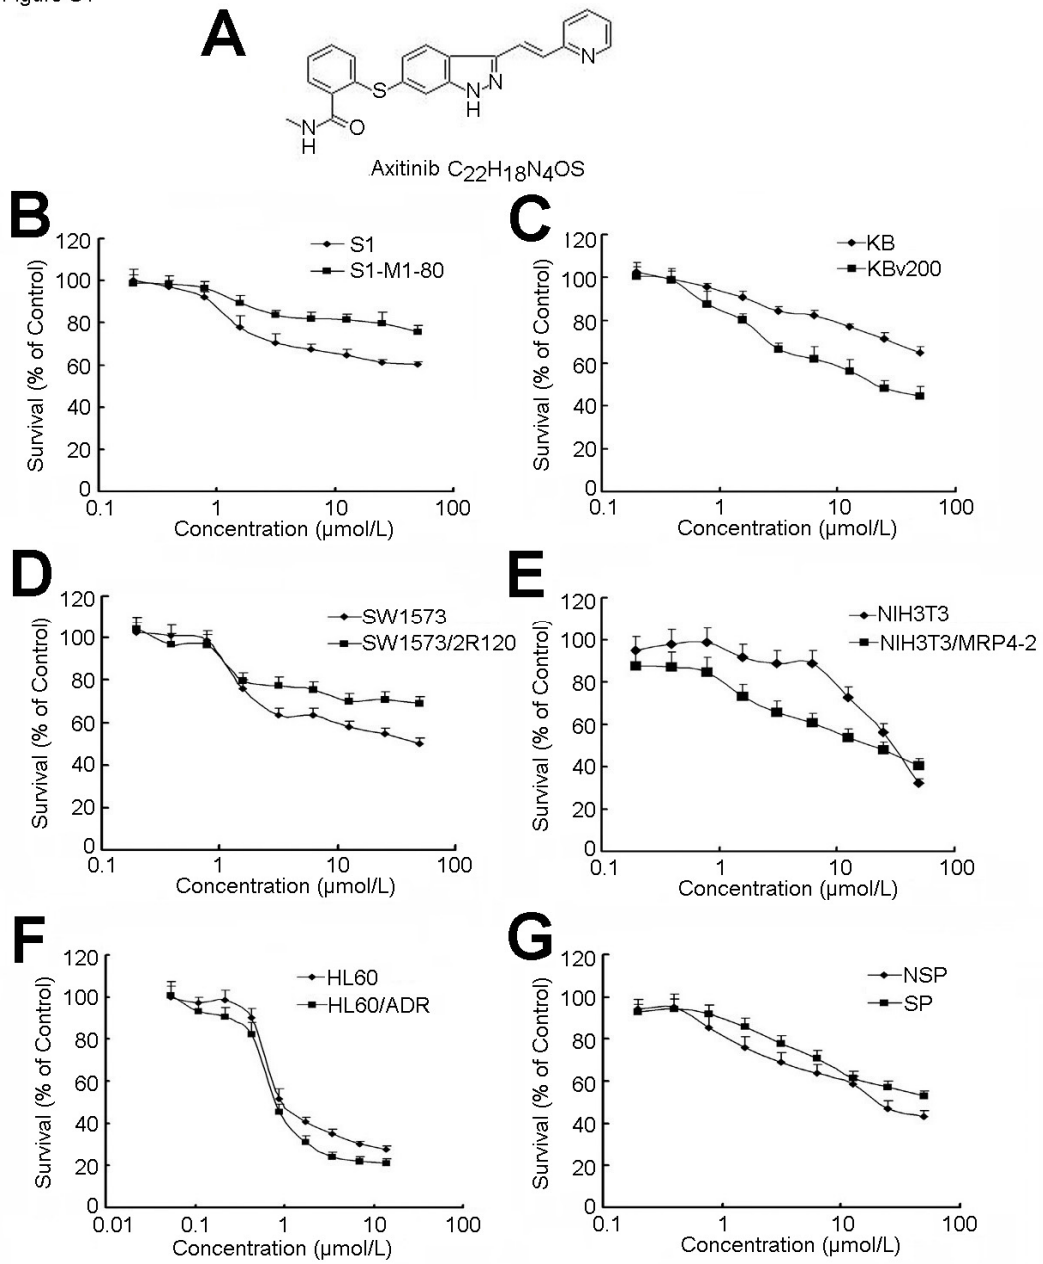 A
S
N
H
N
N
N
H
O
Axitinib C22H18N4OS
B
Survival (% of Control)
120
100
80
60
40
20
0
S1
S1-M1-80
0.1
1
10
100
Concentration (µmol/L)
C
Survival (% of Control)
120
100
80
60
40
20
0
KB
KBv200
0.1
1
10
100
Concentration (µmol/L)
D
Survival (% of Control)
120
100
80
60
40
20
0
SW1573
SW1573/2R120
0.1
1
10
100
Concentration (µmol/L)
E
Survival (% of Control)
120
100
80
60
40
20
0
NIH3T3
NIH3T3/MRP4-2
0.1
1
10
100
Concentration (µmol/L)
F
Survival (% of Control)
120
100
80
60
40
20
0
HL60
HL60/ADR
0.01
0.1
1
10
100
Concentration (µmol/L)
G
Survival (% of Control)
120
100
80
60
40
20
0
NSP
SP
0.1
1
10
100
Concentration (µmol/L)